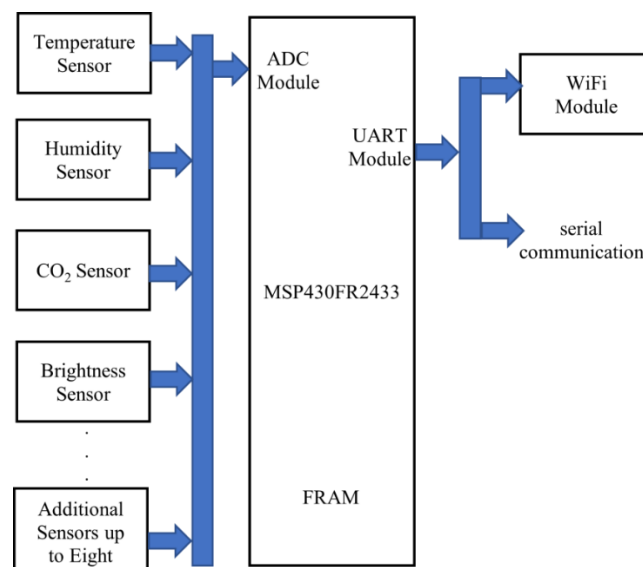 Temperature
Sensor
Humidity
Sensor
CO₂ Sensor
Brightness
Sensor
.
.
.
Additional
Sensors up
to Eight
ADC
Module
UART
Module
MSP430FR2433
FRAM
WiFi
Module
serial
communication